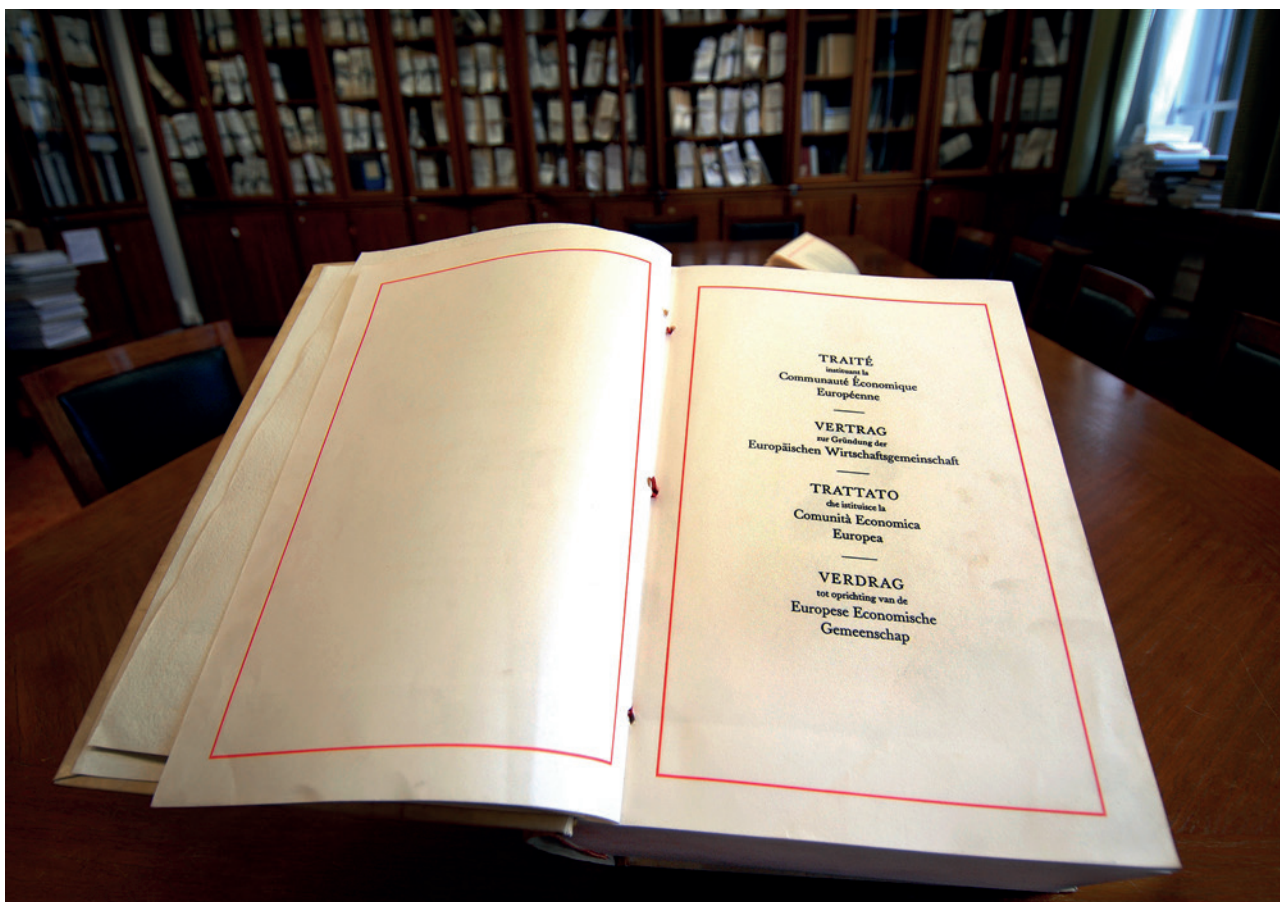 TRAITÉ
instituant la
Communauté Économique
Européenne
VERTRAG
zur Gründung der
Europäischen Wirtschaftsgemeinschaft
TRATTATO
che istituisce la
Comunità Economica
Europea
VERDRAG
tot oprichting van de
Europese Economische
Gemeenschap